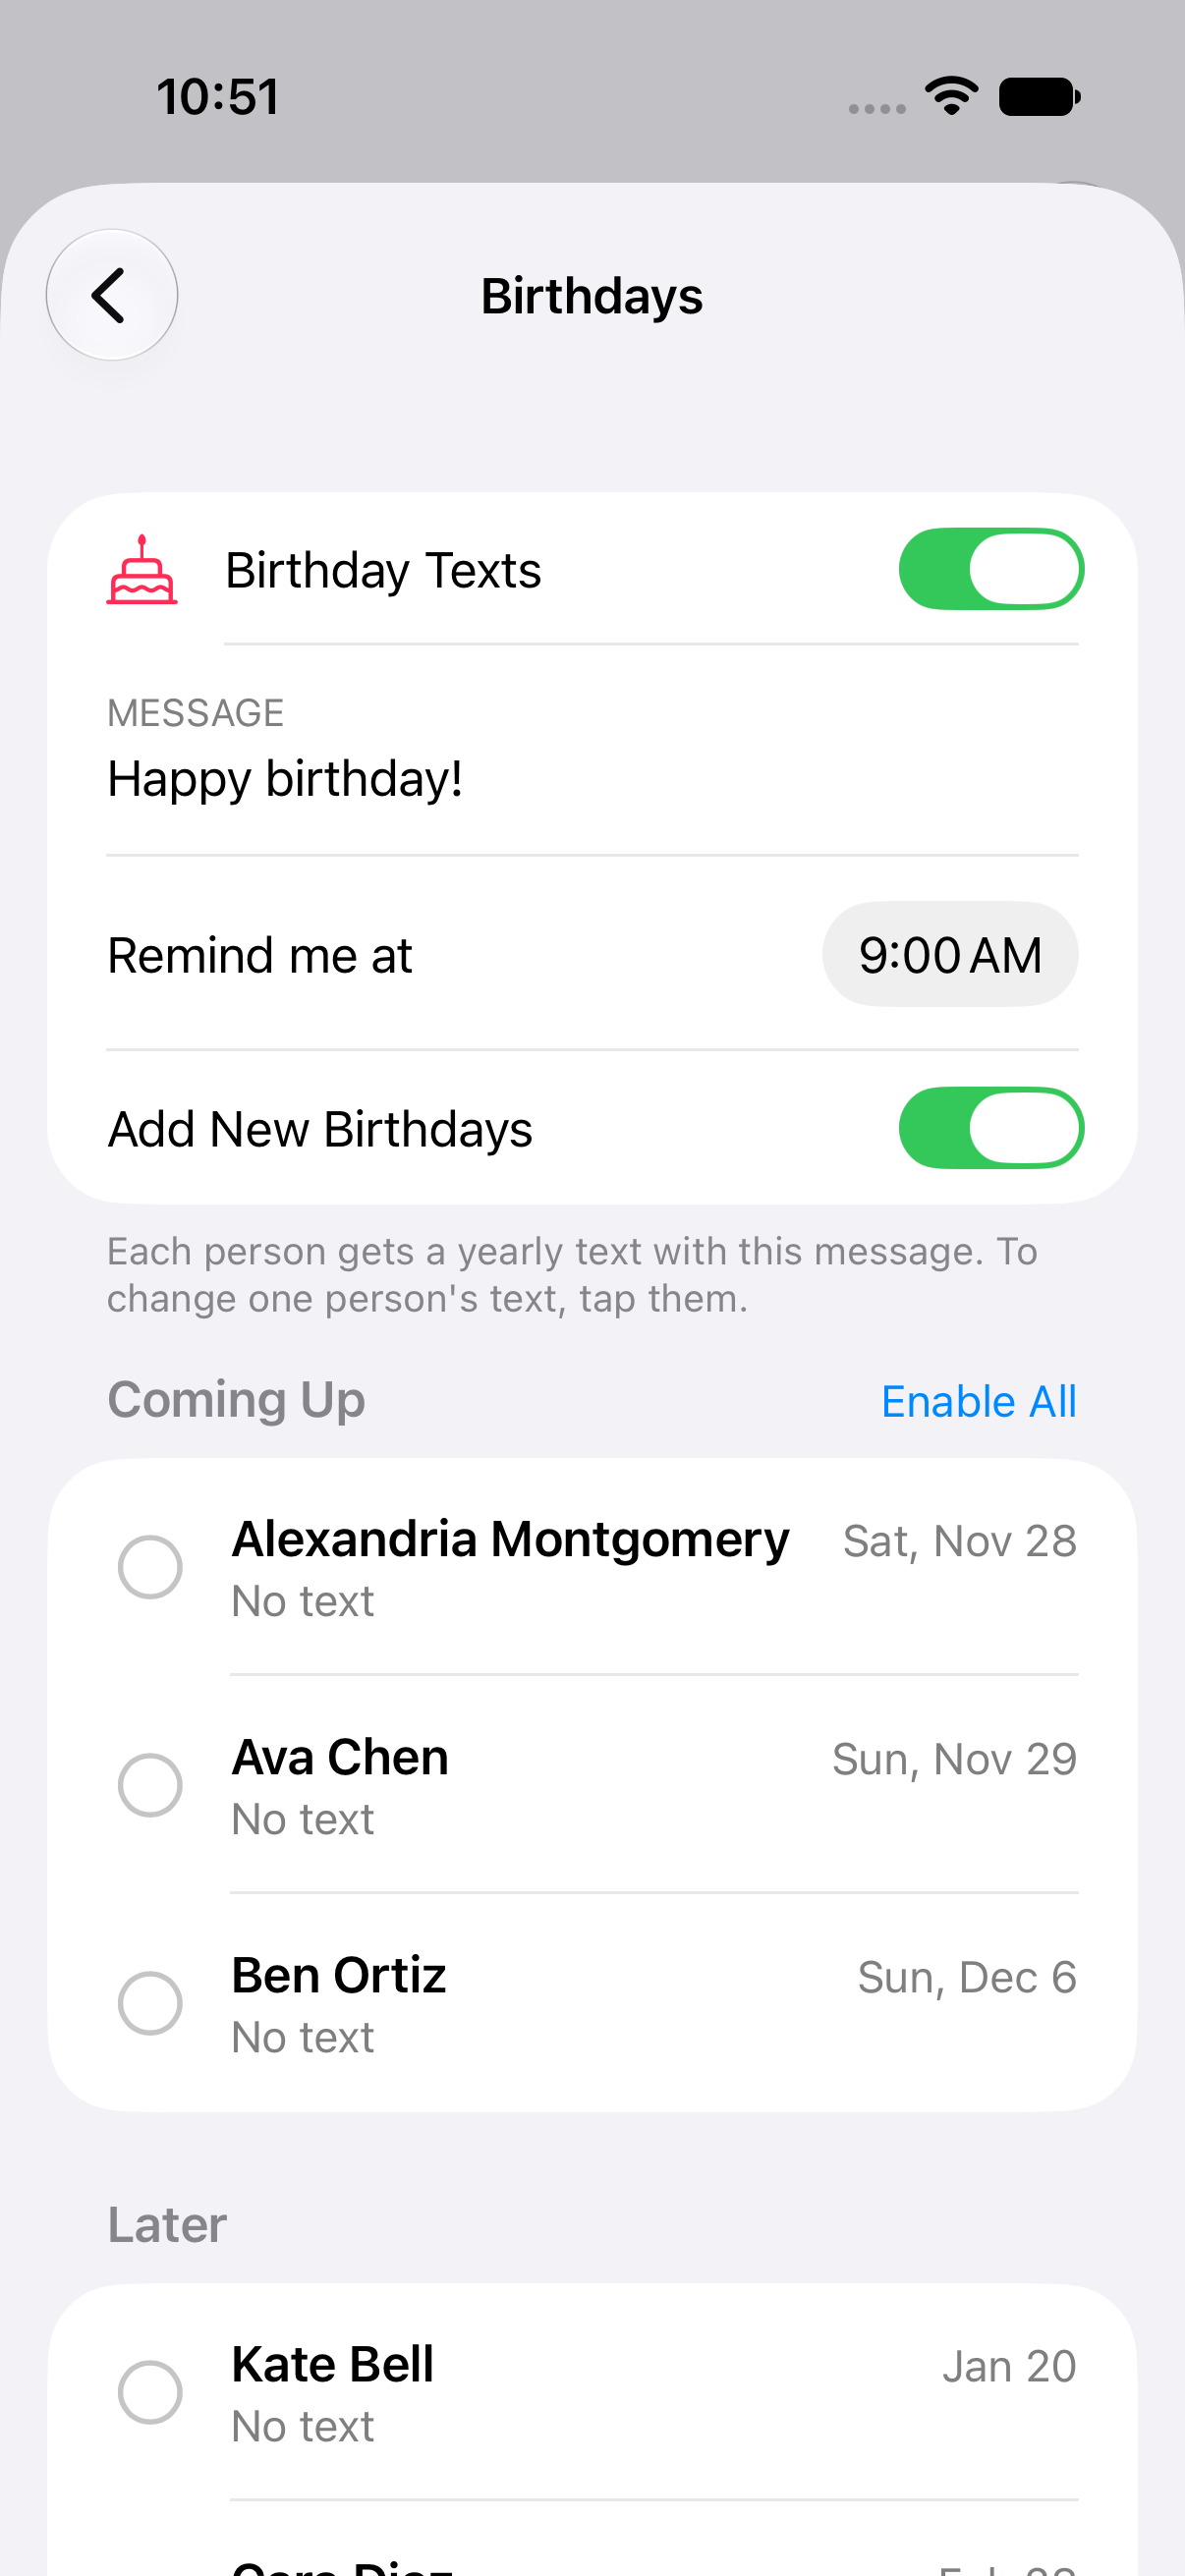 10:51
Birthdays
Birthday Texts
MESSAGE
Happy birthday!
Remind me at
9:00 AM
Add New Birthdays
Each person gets a yearly text with this message. To
change one person's text, tap them.
Coming Up
Enable All
Alexandria Montgomery
Sat, Nov 28
No text
Ava Chen
Sun, Nov 29
No text
Ben Ortiz
Sun, Dec 6
No text
Later
Kate Bell
Jan 20
No text